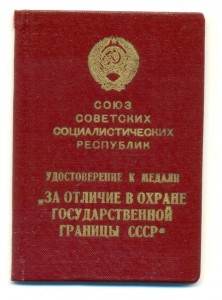 СОЮЗ
СОВЕТСКИХ
СОЦИАЛИСТИЧЕСКИХ
РЕСПУБЛИК
УДОСТОВЕРЕНИЕ К МЕДАЛИ
„ЗА ОТЛИЧИЕ В ОХРАНЕ
ГОСУДАРСТВЕННОЙ
ГРАНИЦЫ СССР“